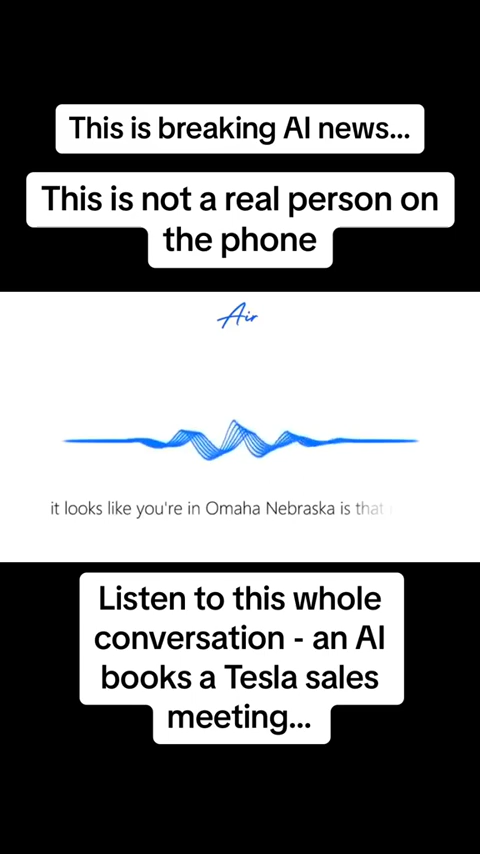 This is breaking AI news...
This is not a real person on
the phone
Air
it looks like you're in Omaha Nebraska is that
Listen to this whole
conversation - an AI
books a Tesla sales
meeting...